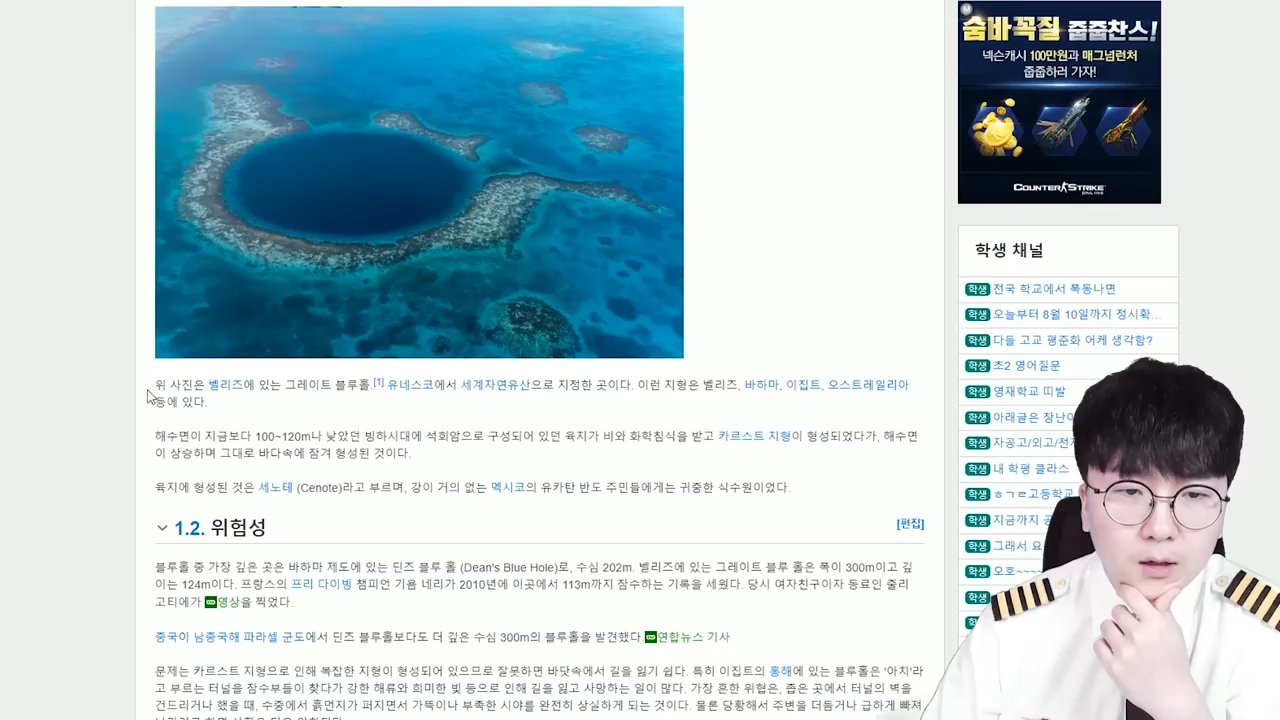 숨바꼭질 줍줍찬스!
넥슨캐시 100만원과 매그넘런처
줍줍하러 가자!
COUNTER STRIKE
ONLINE
위 사진은 벨리즈에 있는 그레이트 블루홀.[1] 유네스코에서 세계자연유산으로 지정한 곳이다. 이런 지형은 벨리즈, 바하마, 이집트, 오스트레일리아
등에 있다.
해수면이 지금보다 100~120m나 낮았던 빙하시대에 석회암으로 구성되어 있던 육지가 비와 화학침식을 받고 카르스트 지형이 형성되었다가, 해수면
이 상승하며 그대로 바다속에 잠겨 형성된 것이다.
육지에 형성된 것은 세노테 (Cenote)라고 부르며, 강이 거의 없는 멕시코의 유카탄 반도 주민들에게는 귀중한 식수원이었다.
1.2. 위험성
[편집]
블루홀 중 가장 깊은 곳은 바하마 제도에 있는 딘즈 블루 홀 (Dean's Blue Hole)로, 수심 202m. 벨리즈에 있는 그레이트 블루 홀은 폭이 300m이고 깊
이는 124m이다. 프랑스인 프리 다이빙 챔피언 기욤 네리가 2010년에 이곳에서 113m까지 잠수하는 기록을 세웠다. 당시 여자친구이자 동료인 줄리
고티에가 영상을 찍었다.
중국이 남중국해 파라셀 군도에서 딘즈 블루홀보다도 더 깊은 수심 300m의 블루홀을 발견했다.연합뉴스 기사
문제는 카르스트 지형으로 인해 복잡한 지형이 형성되어 있으므로 잘못하면 바닷속에서 길을 잃기 쉽다. 특히 이집트의 홍해에 있는 블루홀은 '아치'라
고 부르는 터널을 잠수부들이 찾다가 강한 해류와 희미한 빛 등으로 인해 길을 잃고 사망하는 일이 많다. 가장 흔한 위협은, 좁은 곳에서 터널의 벽을
건드리거나 했을 때, 수중에서 흙먼지가 퍼지면서 가뜩이나 부족한 시야를 완전히 상실하게 되는 것이다. 물론 당황해서 주변을 더듬거나 급하게 빠져
학생 채널
학생 전국 학교에서 폭동나면
학생 오늘부터 8월 10일까지 정시확...
학생 다들 고교 평준화 어케 생각함?
학생 초2 영어질문
학생 영재학교 띠발
학생 아래글은 장난이
학생 자공고/외고/전
학생 내 학평 클라스
학생 ㅎㄱㄹ고등학교
학생 지금까지
학생 그래서
학생 오호~~~~
학생